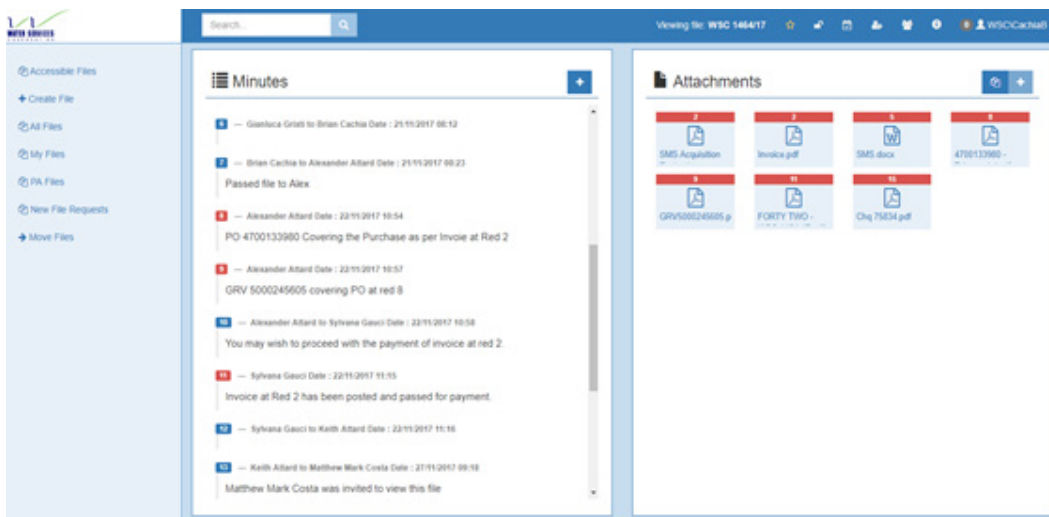 WATER SERVICES
Search..
Viewing file: WSC 1464/17
0 WSC\CachiaB
Accessible Files
Create File
All Files
My Files
PA Files
New File Requests
Move Files
Minutes
6 — Gianluca Gristi to Brian Cachia Date : 21/11/2017 08:12
7 — Brian Cachia to Alexander Attard Date : 21/11/2017 08:23
Passed file to Alex
8 — Alexander Attard Date : 22/11/2017 10:54
PO 4700133980 Covering the Purchase as per Invoie at Red 2
9 — Alexander Attard Date : 22/11/2017 10:57
GRV 5000245605 covering PO at red 8
10 — Alexander Attard to Sylvana Gauci Date : 22/11/2017 10:58
You may wish to proceed with the payment of invoice at red 2.
11 — Sylvana Gauci Date : 22/11/2017 11:15
Invoice at Red 2 has been posted and passed for payment.
12 — Sylvana Gauci to Keith Attard Date : 22/11/2017 11:16
13 — Keith Attard to Matthew Mark Costa Date : 27/11/2017 09:18
Matthew Mark Costa was invited to view this file
Attachments
2 2 5 8
SMS Acquisition Invoice.pdf SMS.docx 4700133980 -
9 11 15
GRV5000245605.p FORTY TWO - Chq 75834.pdf